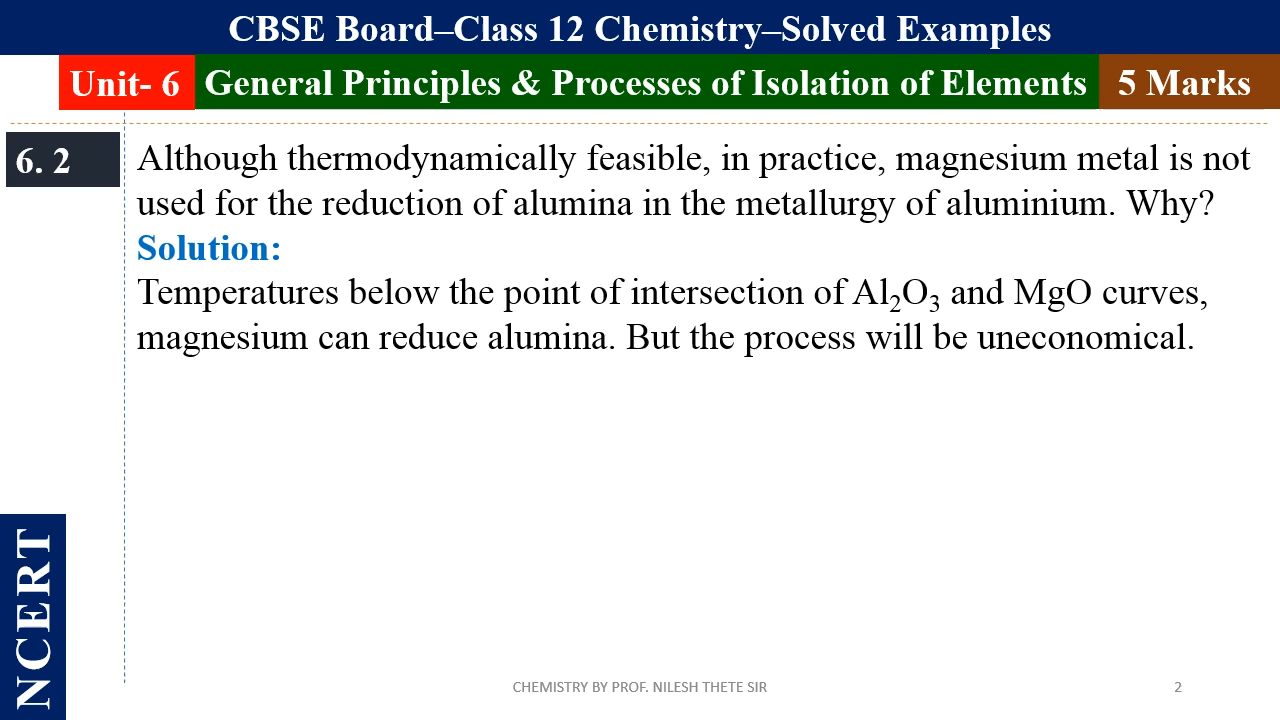 CBSE Board–Class 12 Chemistry–Solved Examples
Unit- 6 General Principles & Processes of Isolation of Elements 5 Marks
6. 2
Although thermodynamically feasible, in practice, magnesium metal is not
used for the reduction of alumina in the metallurgy of aluminium. Why?
Solution:
Temperatures below the point of intersection of Al₂O₃ and MgO curves,
magnesium can reduce alumina. But the process will be uneconomical.
NCERT
CHEMISTRY BY PROF. NILESH THETE SIR
2